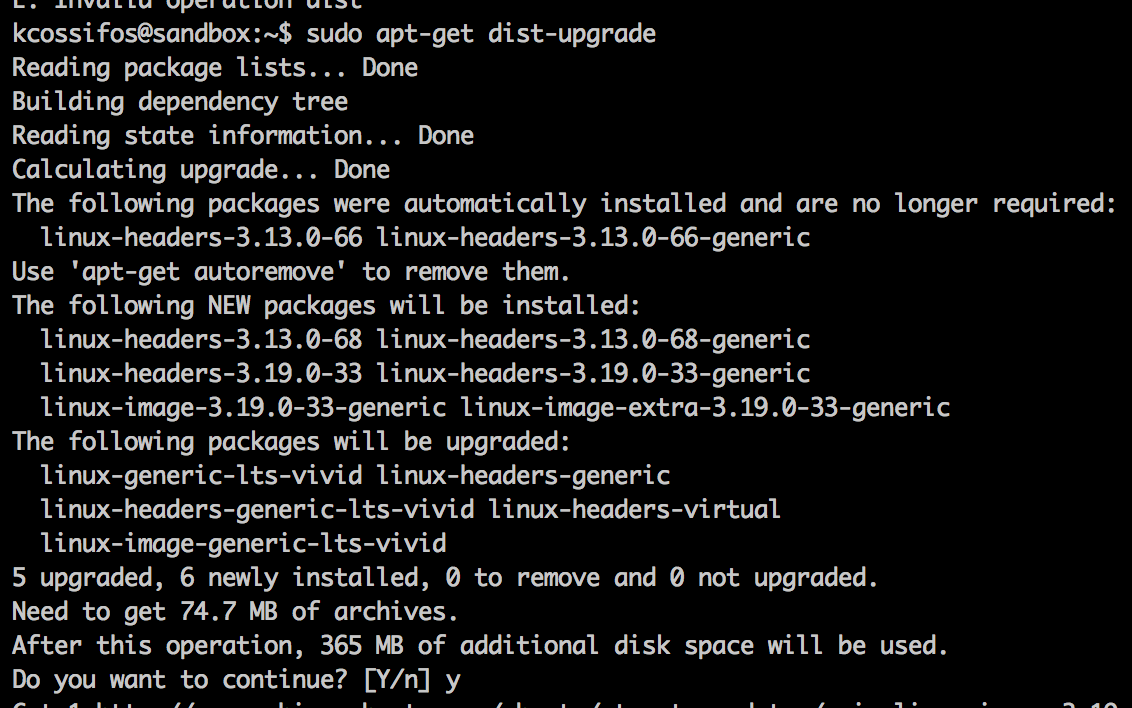 E: Invalid operation dist
kcossifos@sandbox:~$ sudo apt-get dist-upgrade
Reading package lists... Done
Building dependency tree
Reading state information... Done
Calculating upgrade... Done
The following packages were automatically installed and are no longer required:
  linux-headers-3.13.0-66 linux-headers-3.13.0-66-generic
Use 'apt-get autoremove' to remove them.
The following NEW packages will be installed:
  linux-headers-3.13.0-68 linux-headers-3.13.0-68-generic
  linux-headers-3.19.0-33 linux-headers-3.19.0-33-generic
  linux-image-3.19.0-33-generic linux-image-extra-3.19.0-33-generic
The following packages will be upgraded:
  linux-generic-lts-vivid linux-headers-generic
  linux-headers-generic-lts-vivid linux-headers-virtual
  linux-image-generic-lts-vivid
5 upgraded, 6 newly installed, 0 to remove and 0 not upgraded.
Need to get 74.7 MB of archives.
After this operation, 365 MB of additional disk space will be used.
Do you want to continue? [Y/n] y